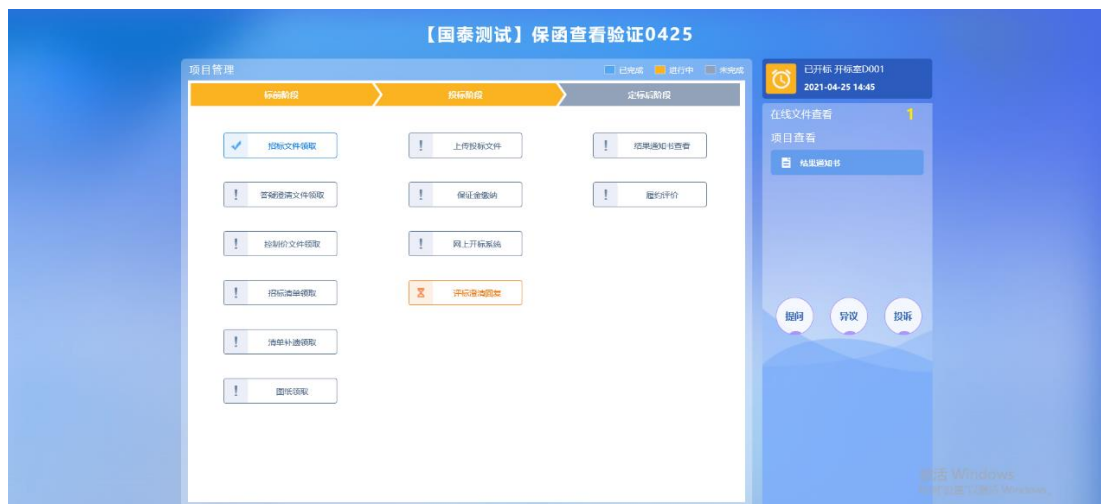 【国泰测试】保函查看验证0425
项目管理
已完成 进行中 未完成
标前阶段 投标阶段 定标后阶段
招标文件领取
答疑澄清文件领取
控制价文件领取
招标清单领取
清单补遗领取
图纸领取
上传投标文件
保证金缴纳
网上开标系统
评标澄清回复
结果通知书查看
履约评价
已开标 开标室D001
2021-04-25 14:45
在线文件查看 1
项目查看
结果通知书
提问 异议 投诉
激活 Windows